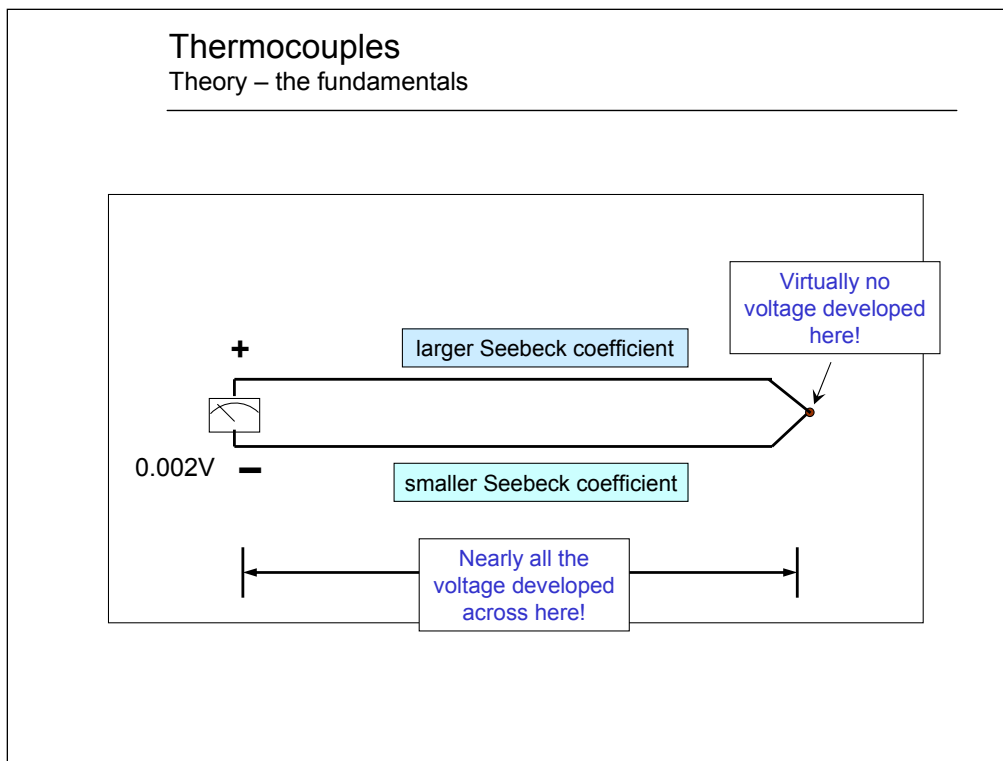 Thermocouples
Theory – the fundamentals
Virtually no
voltage developed
here!
+
larger Seebeck coefficient
0.002V –
smaller Seebeck coefficient
Nearly all the
voltage developed
across here!